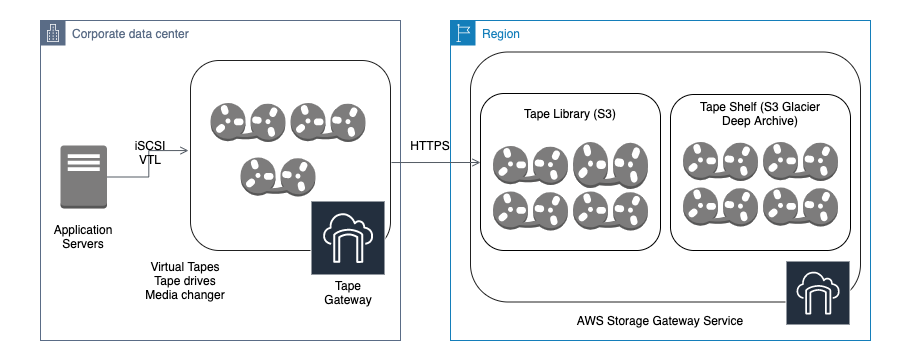 Corporate data center
Region
Tape Library (S3)
Tape Shelf (S3 Glacier
Deep Archive)
iSCSI
VTL
HTTPS
Application
Servers
Virtual Tapes
Tape drives
Media changer
Tape
Gateway
AWS Storage Gateway Service